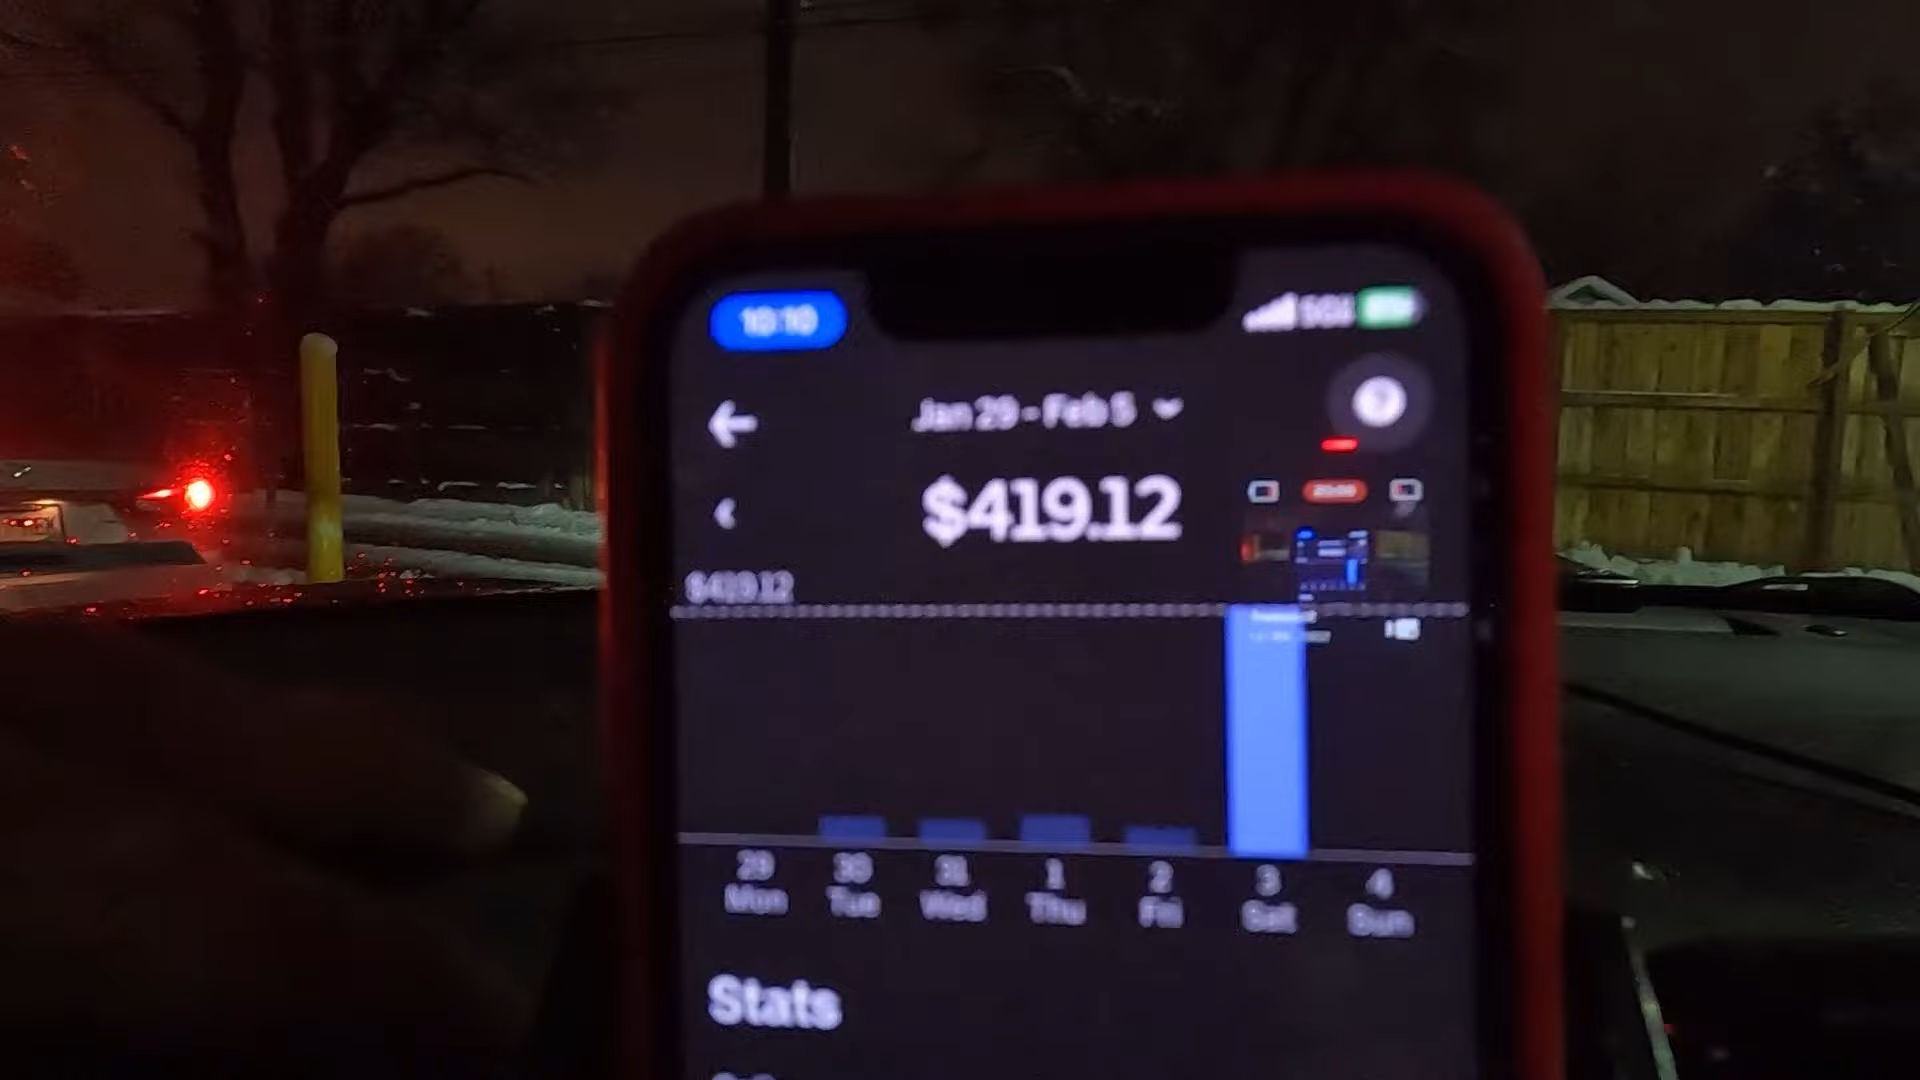 10:10 5G
Jan 29 - Feb 5
$419.12
$419.12
29 30 31 1 2 3 4
Mon Tue Wed Thu Fri Sat Sun
Stats